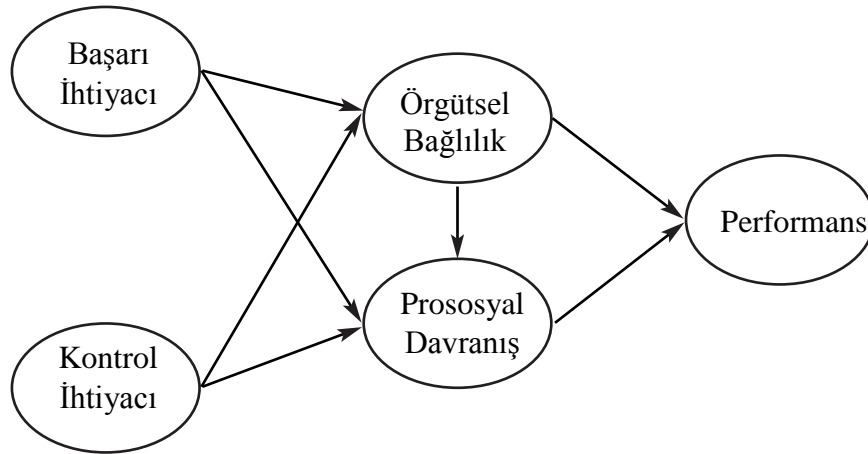 Başarı
İhtiyacı
Örgütsel
Bağlılık
Performans
Prososyal
Davranış
Kontrol
İhtiyacı